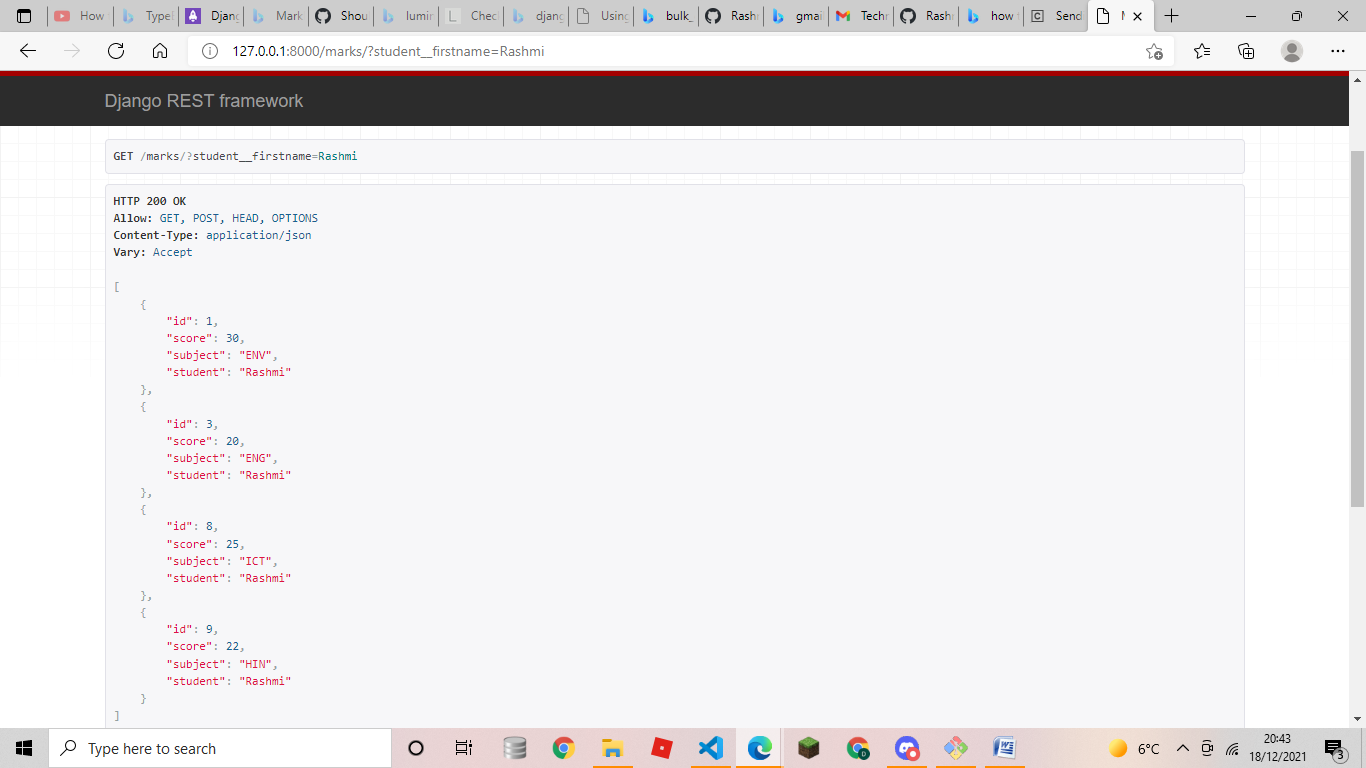 How
TypeE
Djang
Mark
Shou
lumin
Chec
djang
Using
bulk_
Rash
gmai
Techr
Rash
how t
Send
127.0.0.1:8000/marks/?student__firstname=Rashmi
Django REST framework
GET /marks/?student__firstname=Rashmi
HTTP 200 OK
Allow: GET, POST, HEAD, OPTIONS
Content-Type: application/json
Vary: Accept
[
{
"id": 1,
"score": 30,
"subject": "ENV",
"student": "Rashmi"
},
{
"id": 3,
"score": 20,
"subject": "ENG",
"student": "Rashmi"
},
{
"id": 8,
"score": 25,
"subject": "ICT",
"student": "Rashmi"
},
{
"id": 9,
"score": 22,
"subject": "HIN",
"student": "Rashmi"
}
]
Type here to search
6°C
20:43
18/12/2021
3